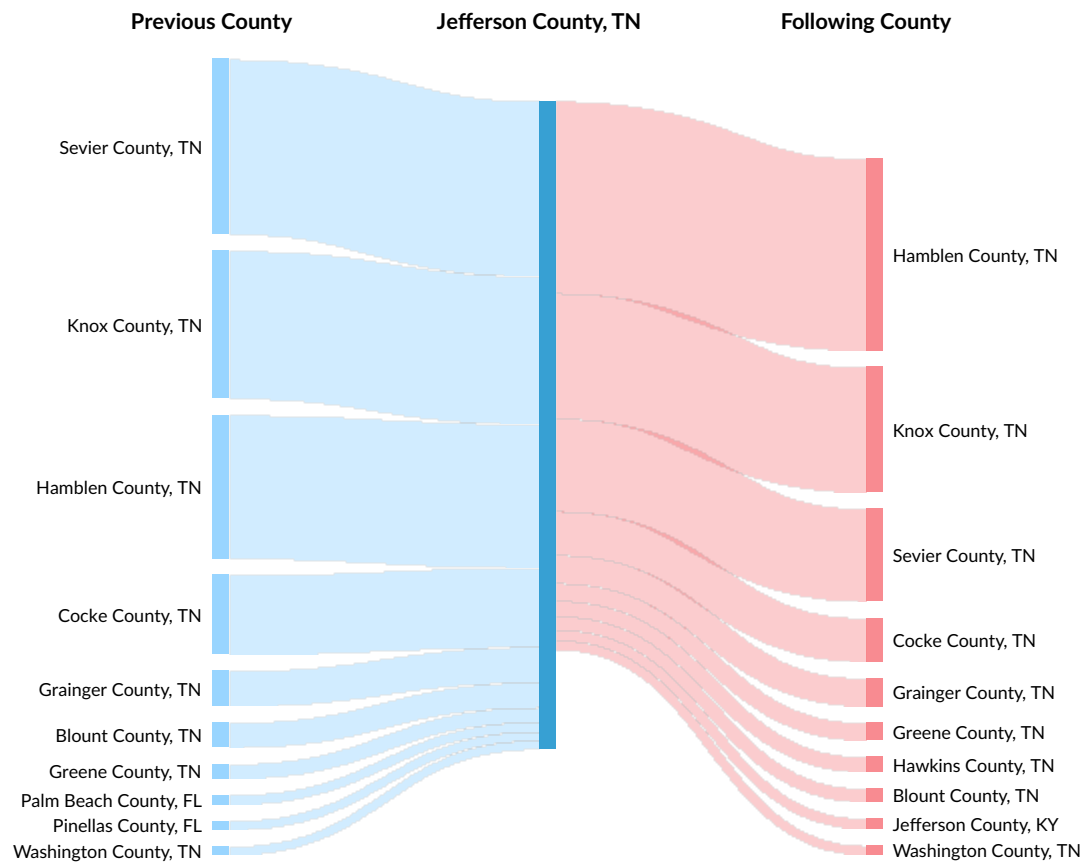 Previous County
Jefferson County, TN
Following County
Sevier County, TN
Knox County, TN
Hamblen County, TN
Cocke County, TN
Grainger County, TN
Blount County, TN
Greene County, TN
Palm Beach County, FL
Pinellas County, FL
Washington County, TN
Hamblen County, TN
Knox County, TN
Sevier County, TN
Cocke County, TN
Grainger County, TN
Greene County, TN
Hawkins County, TN
Blount County, TN
Jefferson County, KY
Washington County, TN